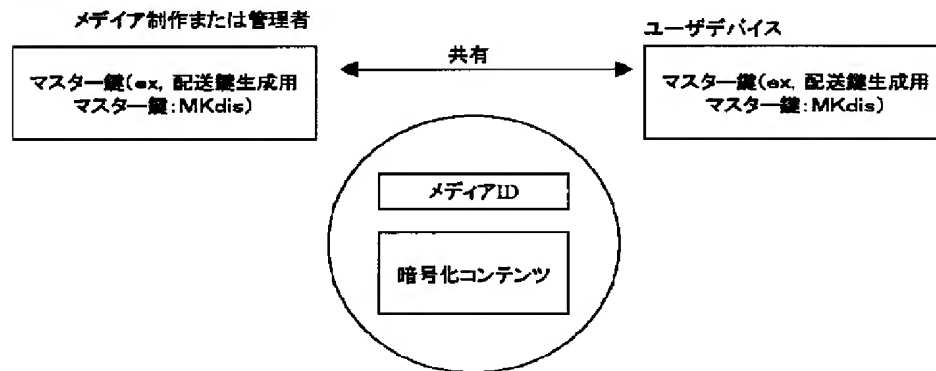 メデイア制作または管理者
ユーザデバイス
共有
マスター鍵(ex, 配送鍵生成用
マスター鍵:MKdis)
マスター鍵(ex, 配送鍵生成用
マスター鍵:MKdis)
メディアID
暗号化コンテンツ